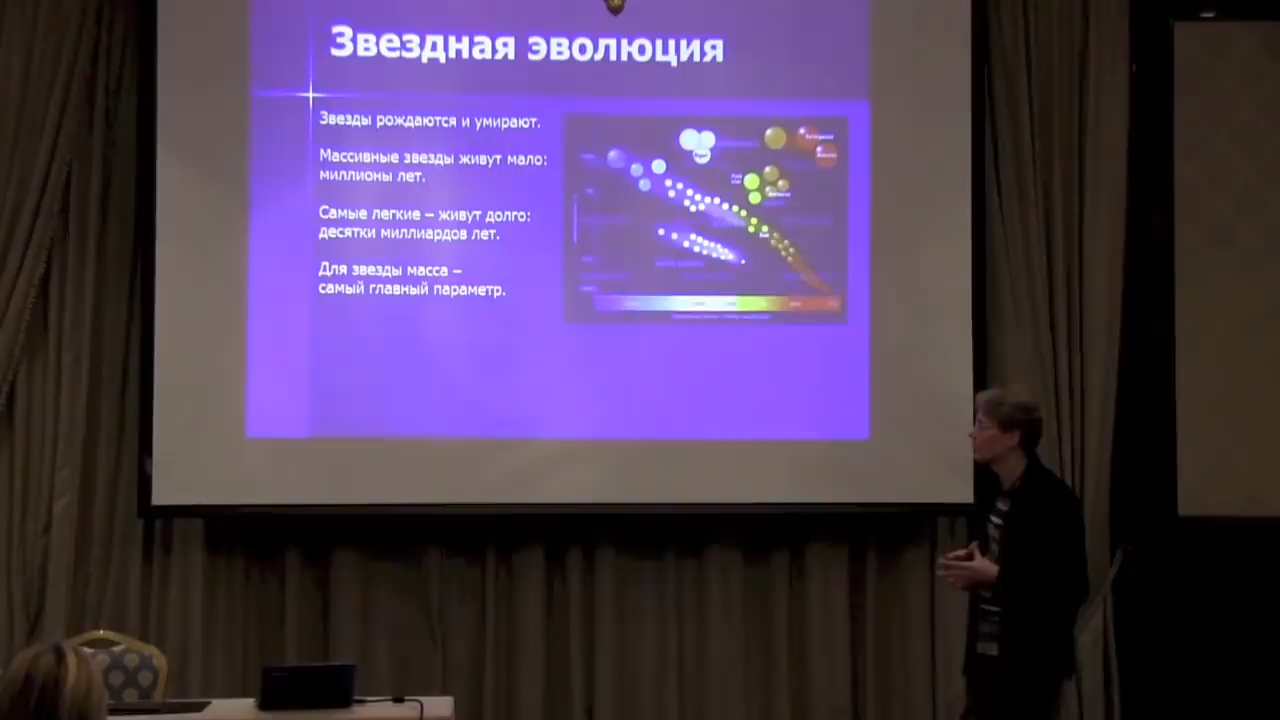 Звездная эволюция
Звезды рождаются и умирают.
Массивные звезды живут мало:
миллионы лет.
Самые легкие – живут долго:
десятки миллиардов лет.
Для звезды масса –
самый главный параметр.